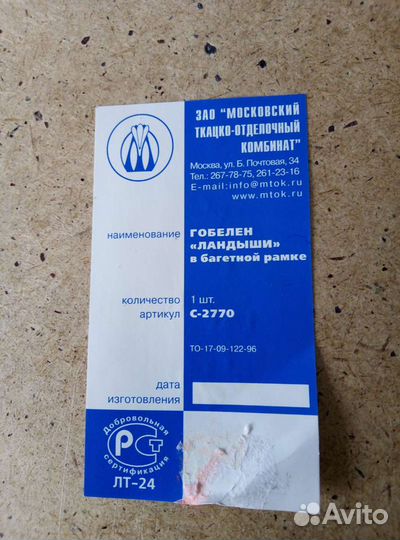 ЗАО "МОСКОВСКИЙ
ТКАЦКО-ОТДЕЛОЧНЫЙ
КОМБИНАТ"
Москва, ул. Б. Почтовая, 34
Тел.: 267-78-75, 261-23-16
E-mail:info@mtok.ru
www.mtok.ru
наименование ГОБЕЛЕН
«ЛАНДЫШИ»
в багетной рамке
количество 1 шт.
артикул С-2770
ТО-17-09-122-96
дата
изготовления
Добровольная
РСТ
сертификация
ЛТ-24
Avito